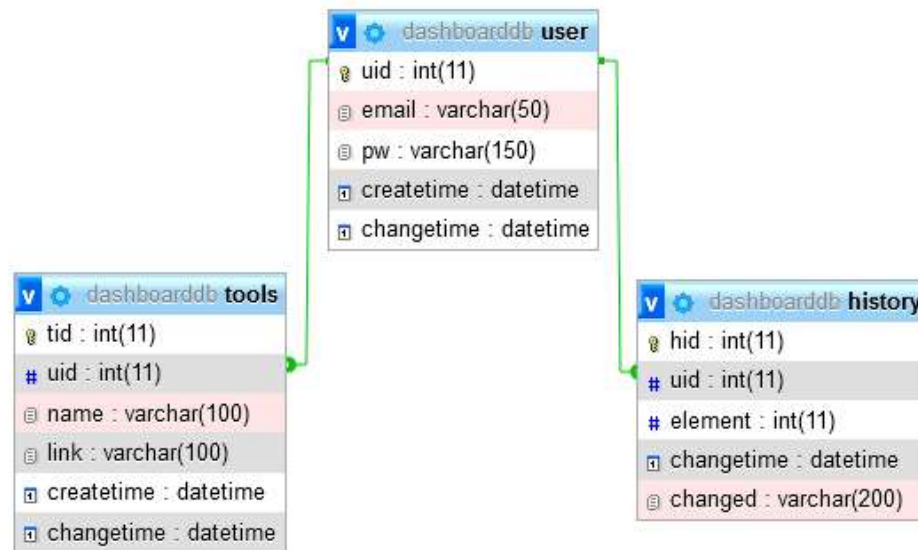 v dashboarddb user
uid : int(11)
email : varchar(50)
pw : varchar(150)
createtime : datetime
changetime : datetime
v dashboarddb tools
tid : int(11)
# uid : int(11)
name : varchar(100)
link : varchar(100)
createtime : datetime
changetime : datetime
v dashboarddb history
hid : int(11)
# uid : int(11)
# element : int(11)
changetime : datetime
changed : varchar(200)